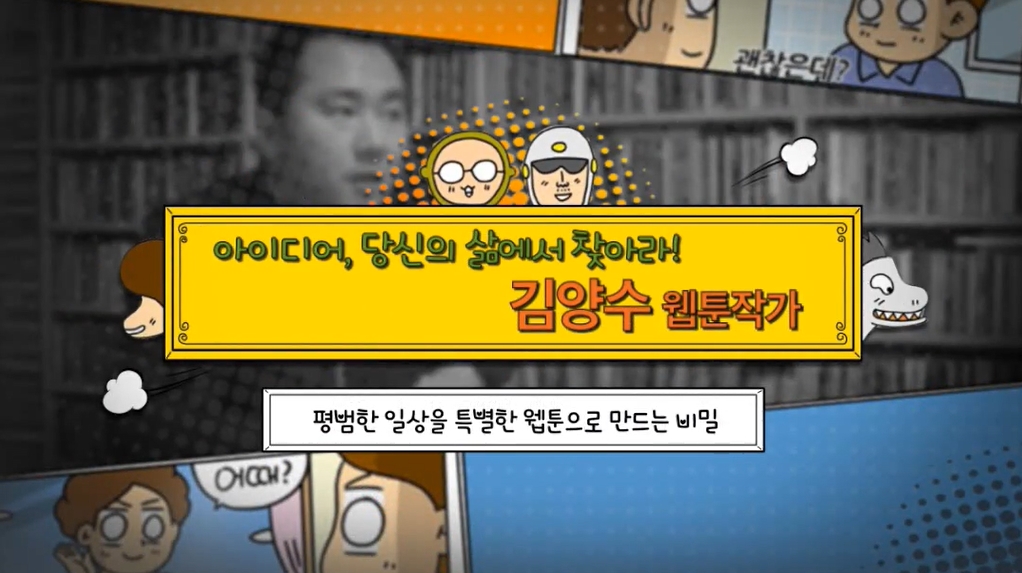 괜찮은데?
아이디어, 당신의 삶에서 찾아라!
김양수 웹툰작가
평범한 일상을 특별한 웹툰으로 만드는 비밀
어때?